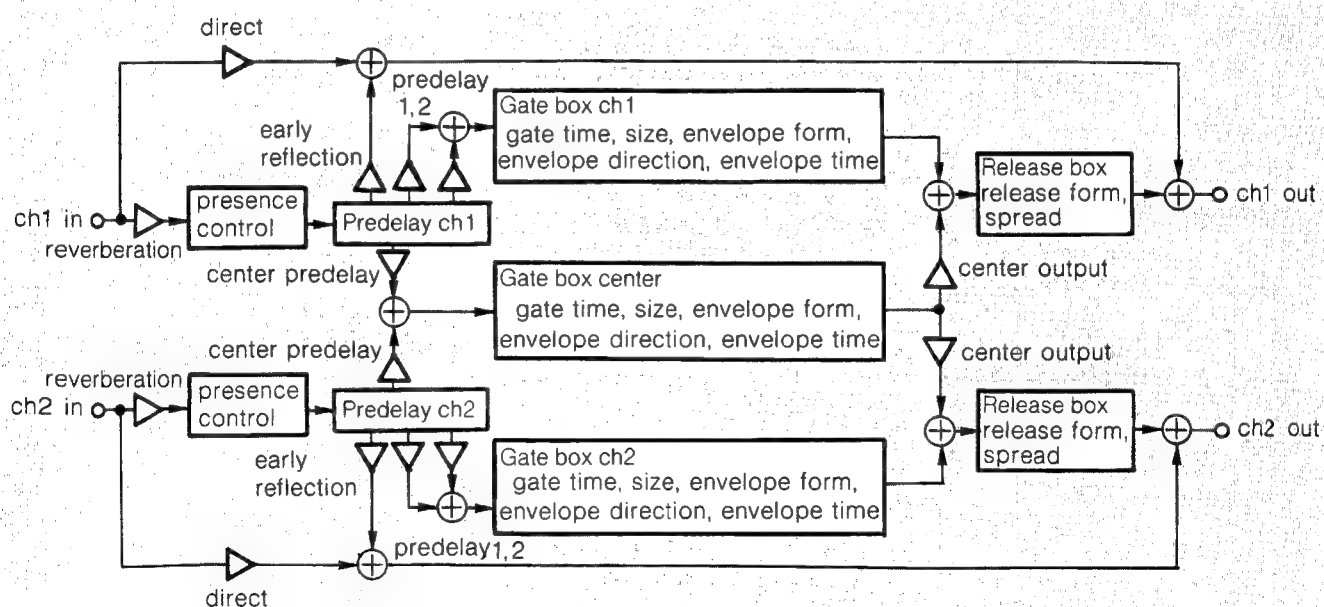 direct
predelay
1,2
early
reflection
Gate box ch1
gate time, size, envelope form,
envelope direction, envelope time
Release box
release form,
spread
ch1 in
reverberation
presence
control
Predelay ch1
ch1 out
center predelay
Gate box center
gate time, size, envelope form,
envelope direction, envelope time
center output
center predelay
center output
reverberation
ch2 in
presence
control
Predelay ch2
Release box
release form,
spread
ch2 out
early
reflection
Gate box ch2
gate time, size, envelope form,
envelope direction, envelope time
predelay1,2
direct